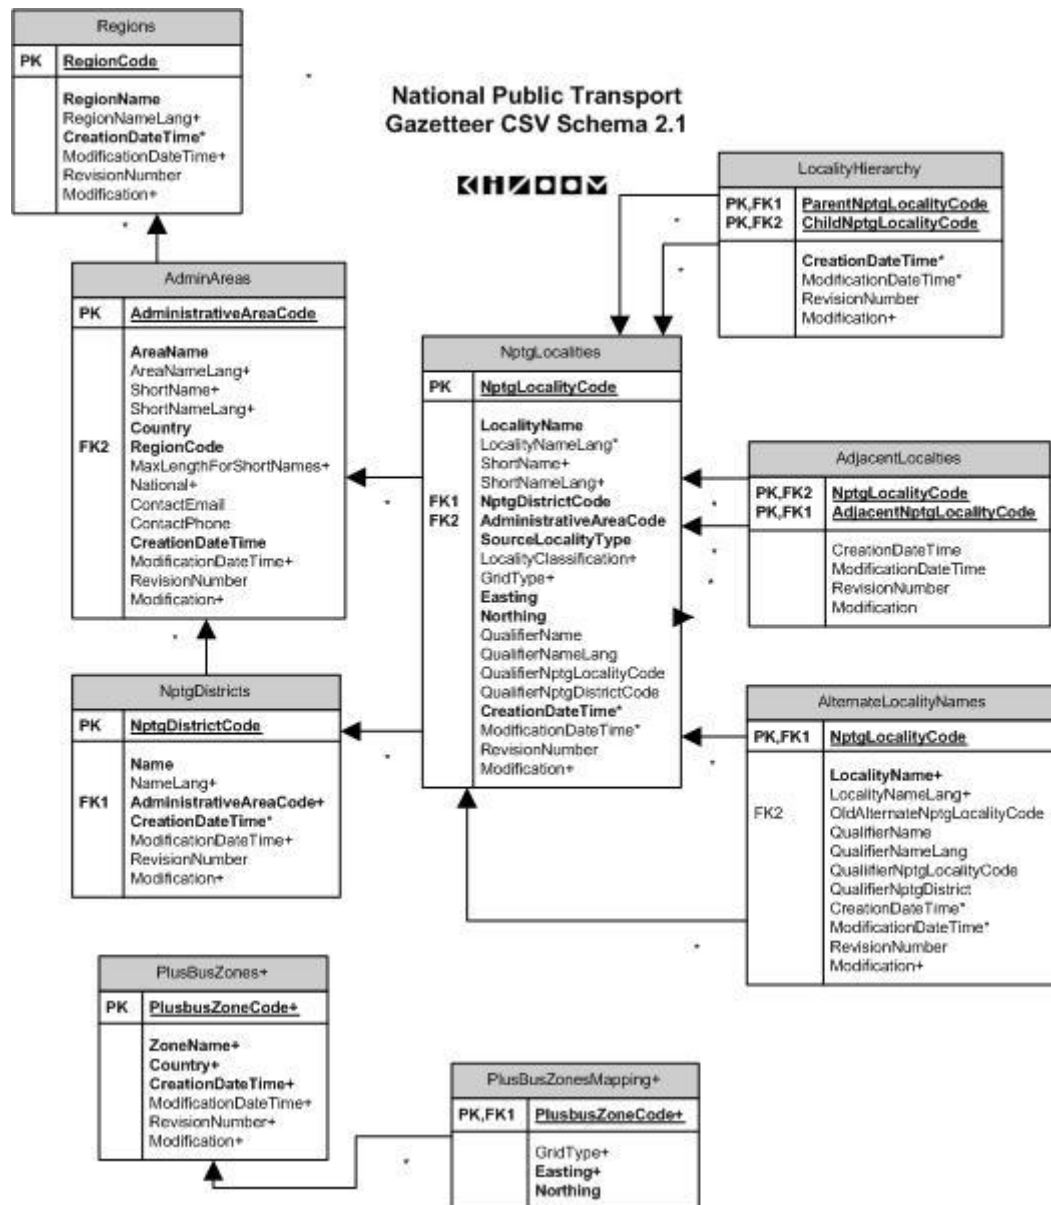 Regions
PK RegionCode
RegionName
RegionNameLang+
CreationDateTime*
ModificationDateTime+
RevisionNumber
Modification+
National Public Transport
Gazetteer CSV Schema 2.1
KIZOOM
LocalityHierarchy
PK,FK1 ParentNptgLocalityCode
PK,FK2 ChildNptgLocalityCode
CreationDateTime*
ModificationDateTime*
RevisionNumber
Modification+
AdminAreas
PK AdministrativeAreaCode
AreaName
AreaNameLang+
ShortName+
ShortNameLang+
Country
FK2 RegionCode
MaxLengthForShortNames+
National+
ContactEmail
ContactPhone
CreationDateTime
ModificationDateTime+
RevisionNumber
Modification+
NptgLocalities
PK NptgLocalityCode
LocalityName
LocalityNameLang*
ShortName+
ShortNameLang+
FK1 NptgDistrictCode
FK2 AdministrativeAreaCode
SourceLocalityType
LocalityClassification+
GridType+
Easting
Northing
QualifierName
QualifierNameLang
QualifierNptgLocalityCode
QualifierNptgDistrictCode
CreationDateTime*
ModificationDateTime*
RevisionNumber
Modification+
AdjacentLocalties
PK,FK2 NptgLocalityCode
PK,FK1 AdjacentNptgLocalityCode
CreationDateTime
ModificationDateTime
RevisionNumber
Modification
NptgDistricts
PK NptgDistrictCode
Name
NameLang+
FK1 AdministrativeAreaCode+
CreationDateTime*
ModificationDateTime+
RevisionNumber
Modification+
AlternateLocalityNames
PK,FK1 NptgLocalityCode
LocalityName+
LocalityNameLang+
FK2 OldAlternateNptgLocalityCode
QualifierName
QualifierNameLang
QualifierNptgLocalityCode
QualifierNptgDistrict
CreationDateTime*
ModificationDateTime*
RevisionNumber
Modification+
PlusBusZones+
PK PlusbusZoneCode+
ZoneName+
Country+
CreationDateTime+
ModificationDateTime+
RevisionNumber+
Modification+
PlusBusZonesMapping+
PK,FK1 PlusbusZoneCode+
GridType+
Easting+
Northing